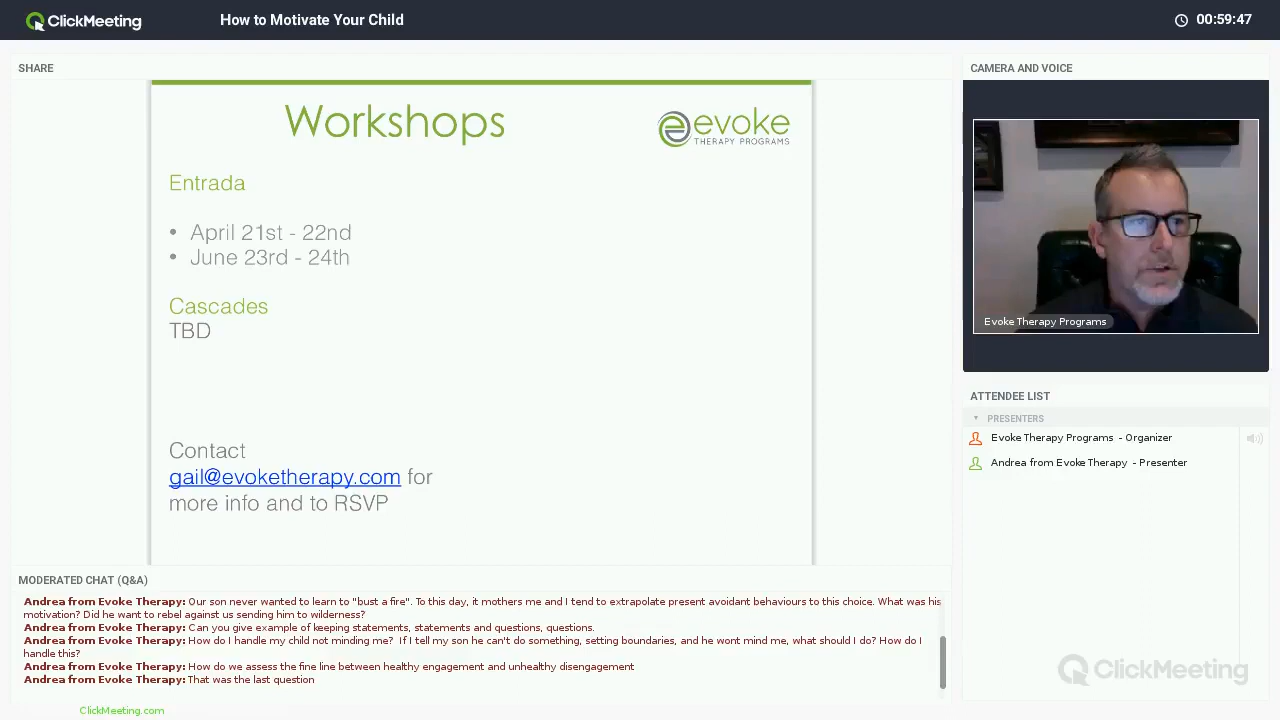 ClickMeeting
How to Motivate Your Child
00:59:47
SHARE
Workshops
evoke
THERAPY PROGRAMS
Entrada
• April 21st - 22nd
• June 23rd - 24th
Cascades
TBD
Contact
gail@evoketherapy.com for
more info and to RSVP
CAMERA AND VOICE
Evoke Therapy Programs
ATTENDEE LIST
PRESENTERS
Evoke Therapy Programs - Organizer
Andrea from Evoke Therapy - Presenter
MODERATED CHAT (Q&A)
Andrea from Evoke Therapy: Our son never wanted to learn to "bust a fire". To this day, it mothers me and I tend to extrapolate present avoidant behaviours to this choice. What was his
motivation? Did he want to rebel against us sending him to wilderness?
Andrea from Evoke Therapy: Can you give example of keeping statements, statements and questions, questions.
Andrea from Evoke Therapy: How do I handle my child not minding me? If I tell my son he can't do something, setting boundaries, and he wont mind me, what should I do? How do I
handle this?
Andrea from Evoke Therapy: How do we assess the fine line between healthy engagement and unhealthy disengagement
Andrea from Evoke Therapy: That was the last question
ClickMeeting
ClickMeeting.com